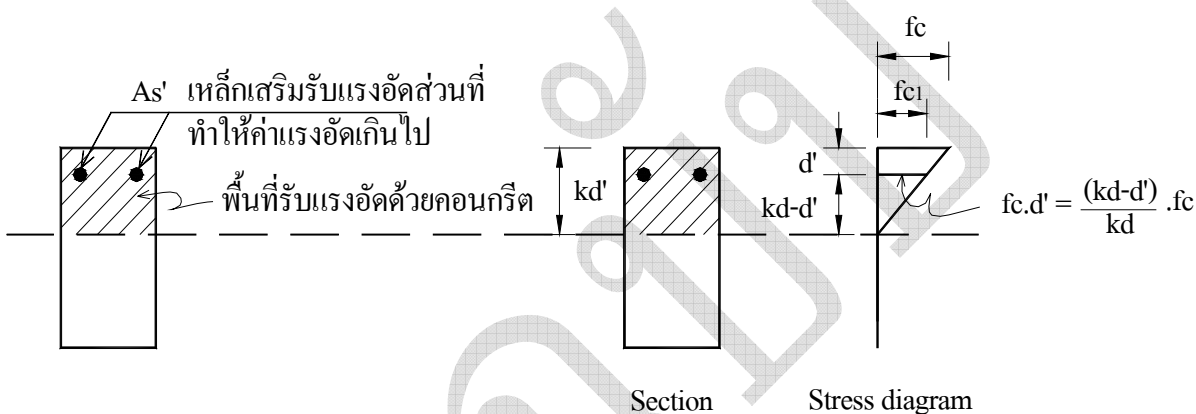 As' เหล็กเสริมรับแรงอัดส่วนที่
ทำให้ค่าแรงอัดเกินไป
พื้นที่รับแรงอัดด้วยคอนกรีต
kd'
fc
fc1
d'
kd-d'
fc.d' = (kd-d')/kd .fc
Section
Stress diagram